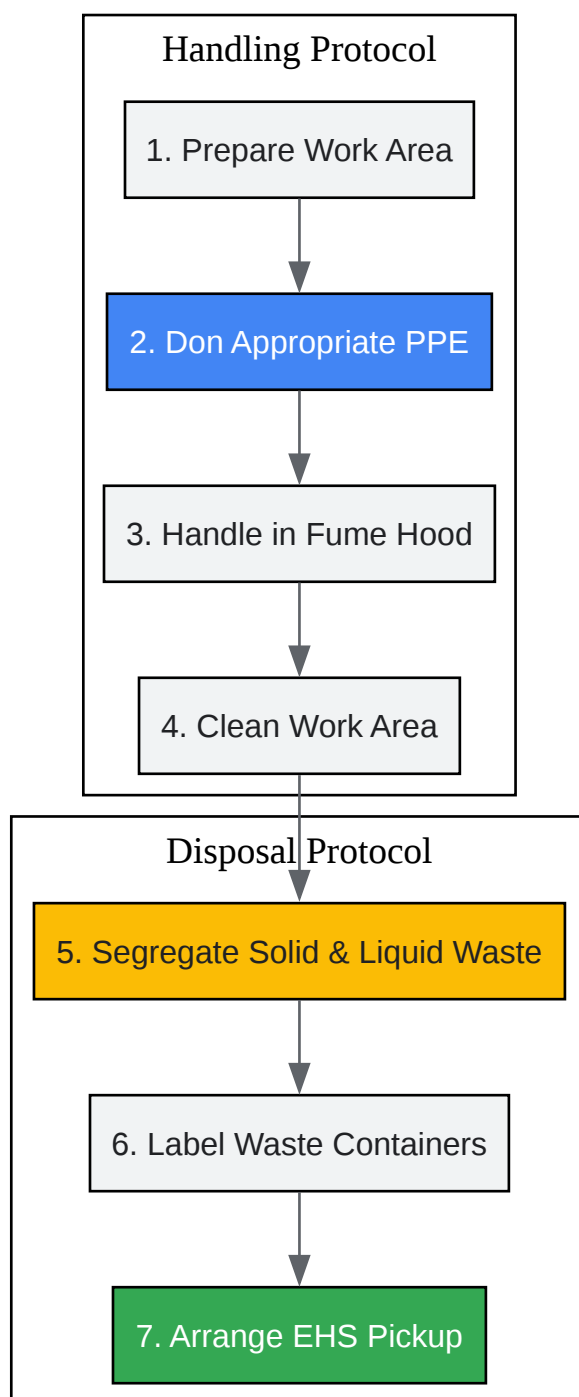 Handling Protocol
1. Prepare Work Area
2. Don Appropriate PPE
3. Handle in Fume Hood
4. Clean Work Area
Disposal Protocol
5. Segregate Solid & Liquid Waste
6. Label Waste Containers
7. Arrange EHS Pickup